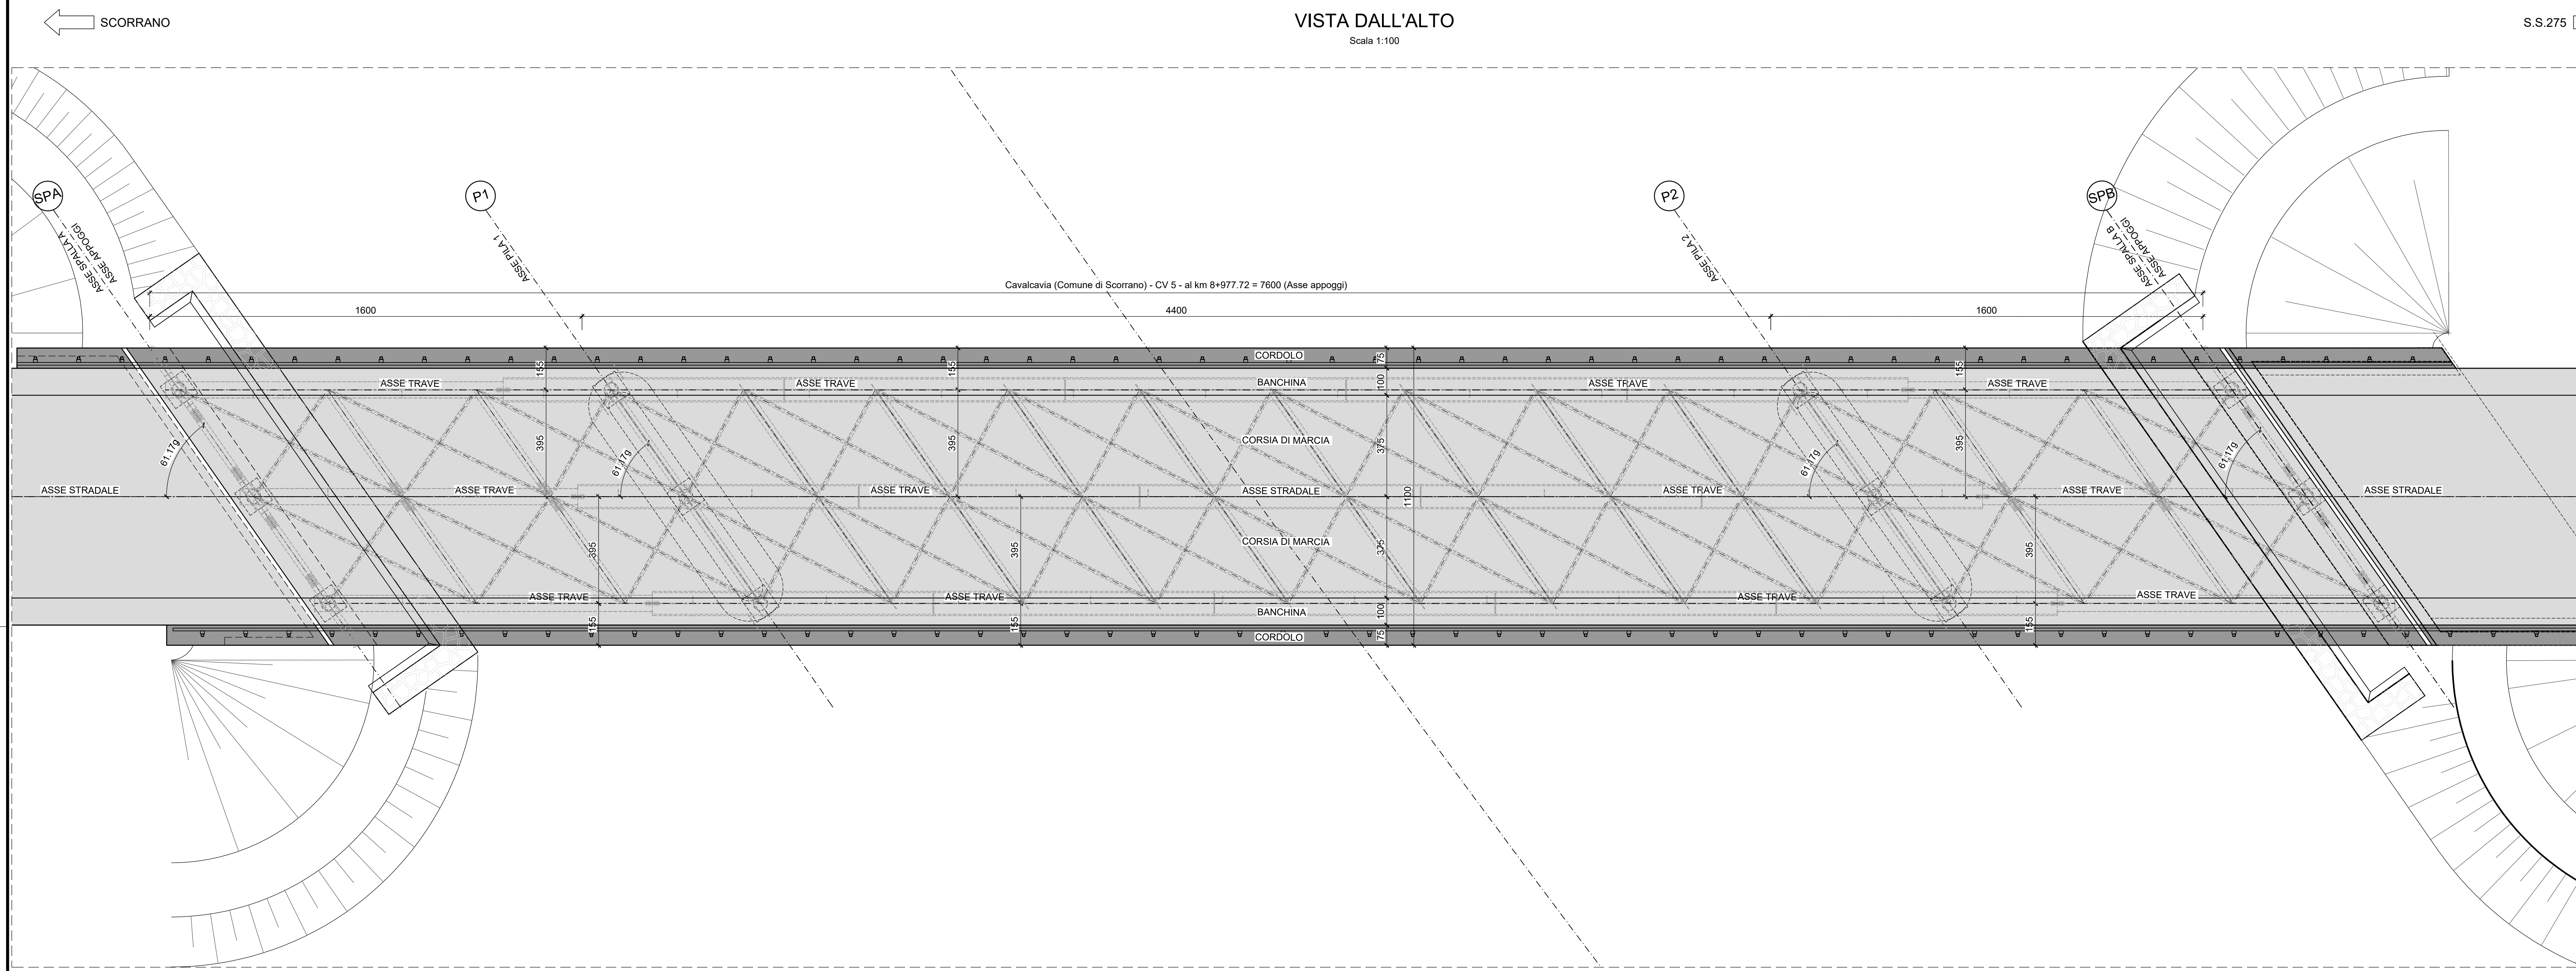 SCORRANO
VISTA DALL'ALTO
S.S.275
Scala 1:100
SPA
P1
P2
SPB
ASSE SPALLA A
ASSE APPOGGI
ASSE PILA 1
ASSE PILA 2
ASSE SPALLA B
ASSE APPOGGI
Cavalcavia (Comune di Scorrano) - CV 5 - al km 8+977.72 = 7600 (Asse appoggi)
1600
4400
1600
CORDOLO
75
155
155
155
ASSE TRAVE
ASSE TRAVE
BANCHINA
100
ASSE TRAVE
ASSE TRAVE
395
395
CORSIA DI MARCIA
375
395
61.17g
61.17g
61.17g
61.17g
ASSE STRADALE
ASSE TRAVE
ASSE TRAVE
ASSE STRADALE
1100
ASSE TRAVE
ASSE TRAVE
ASSE STRADALE
395
395
CORSIA DI MARCIA
375
395
ASSE TRAVE
ASSE TRAVE
ASSE TRAVE
ASSE TRAVE
BANCHINA
100
155
155
155
CORDOLO
75